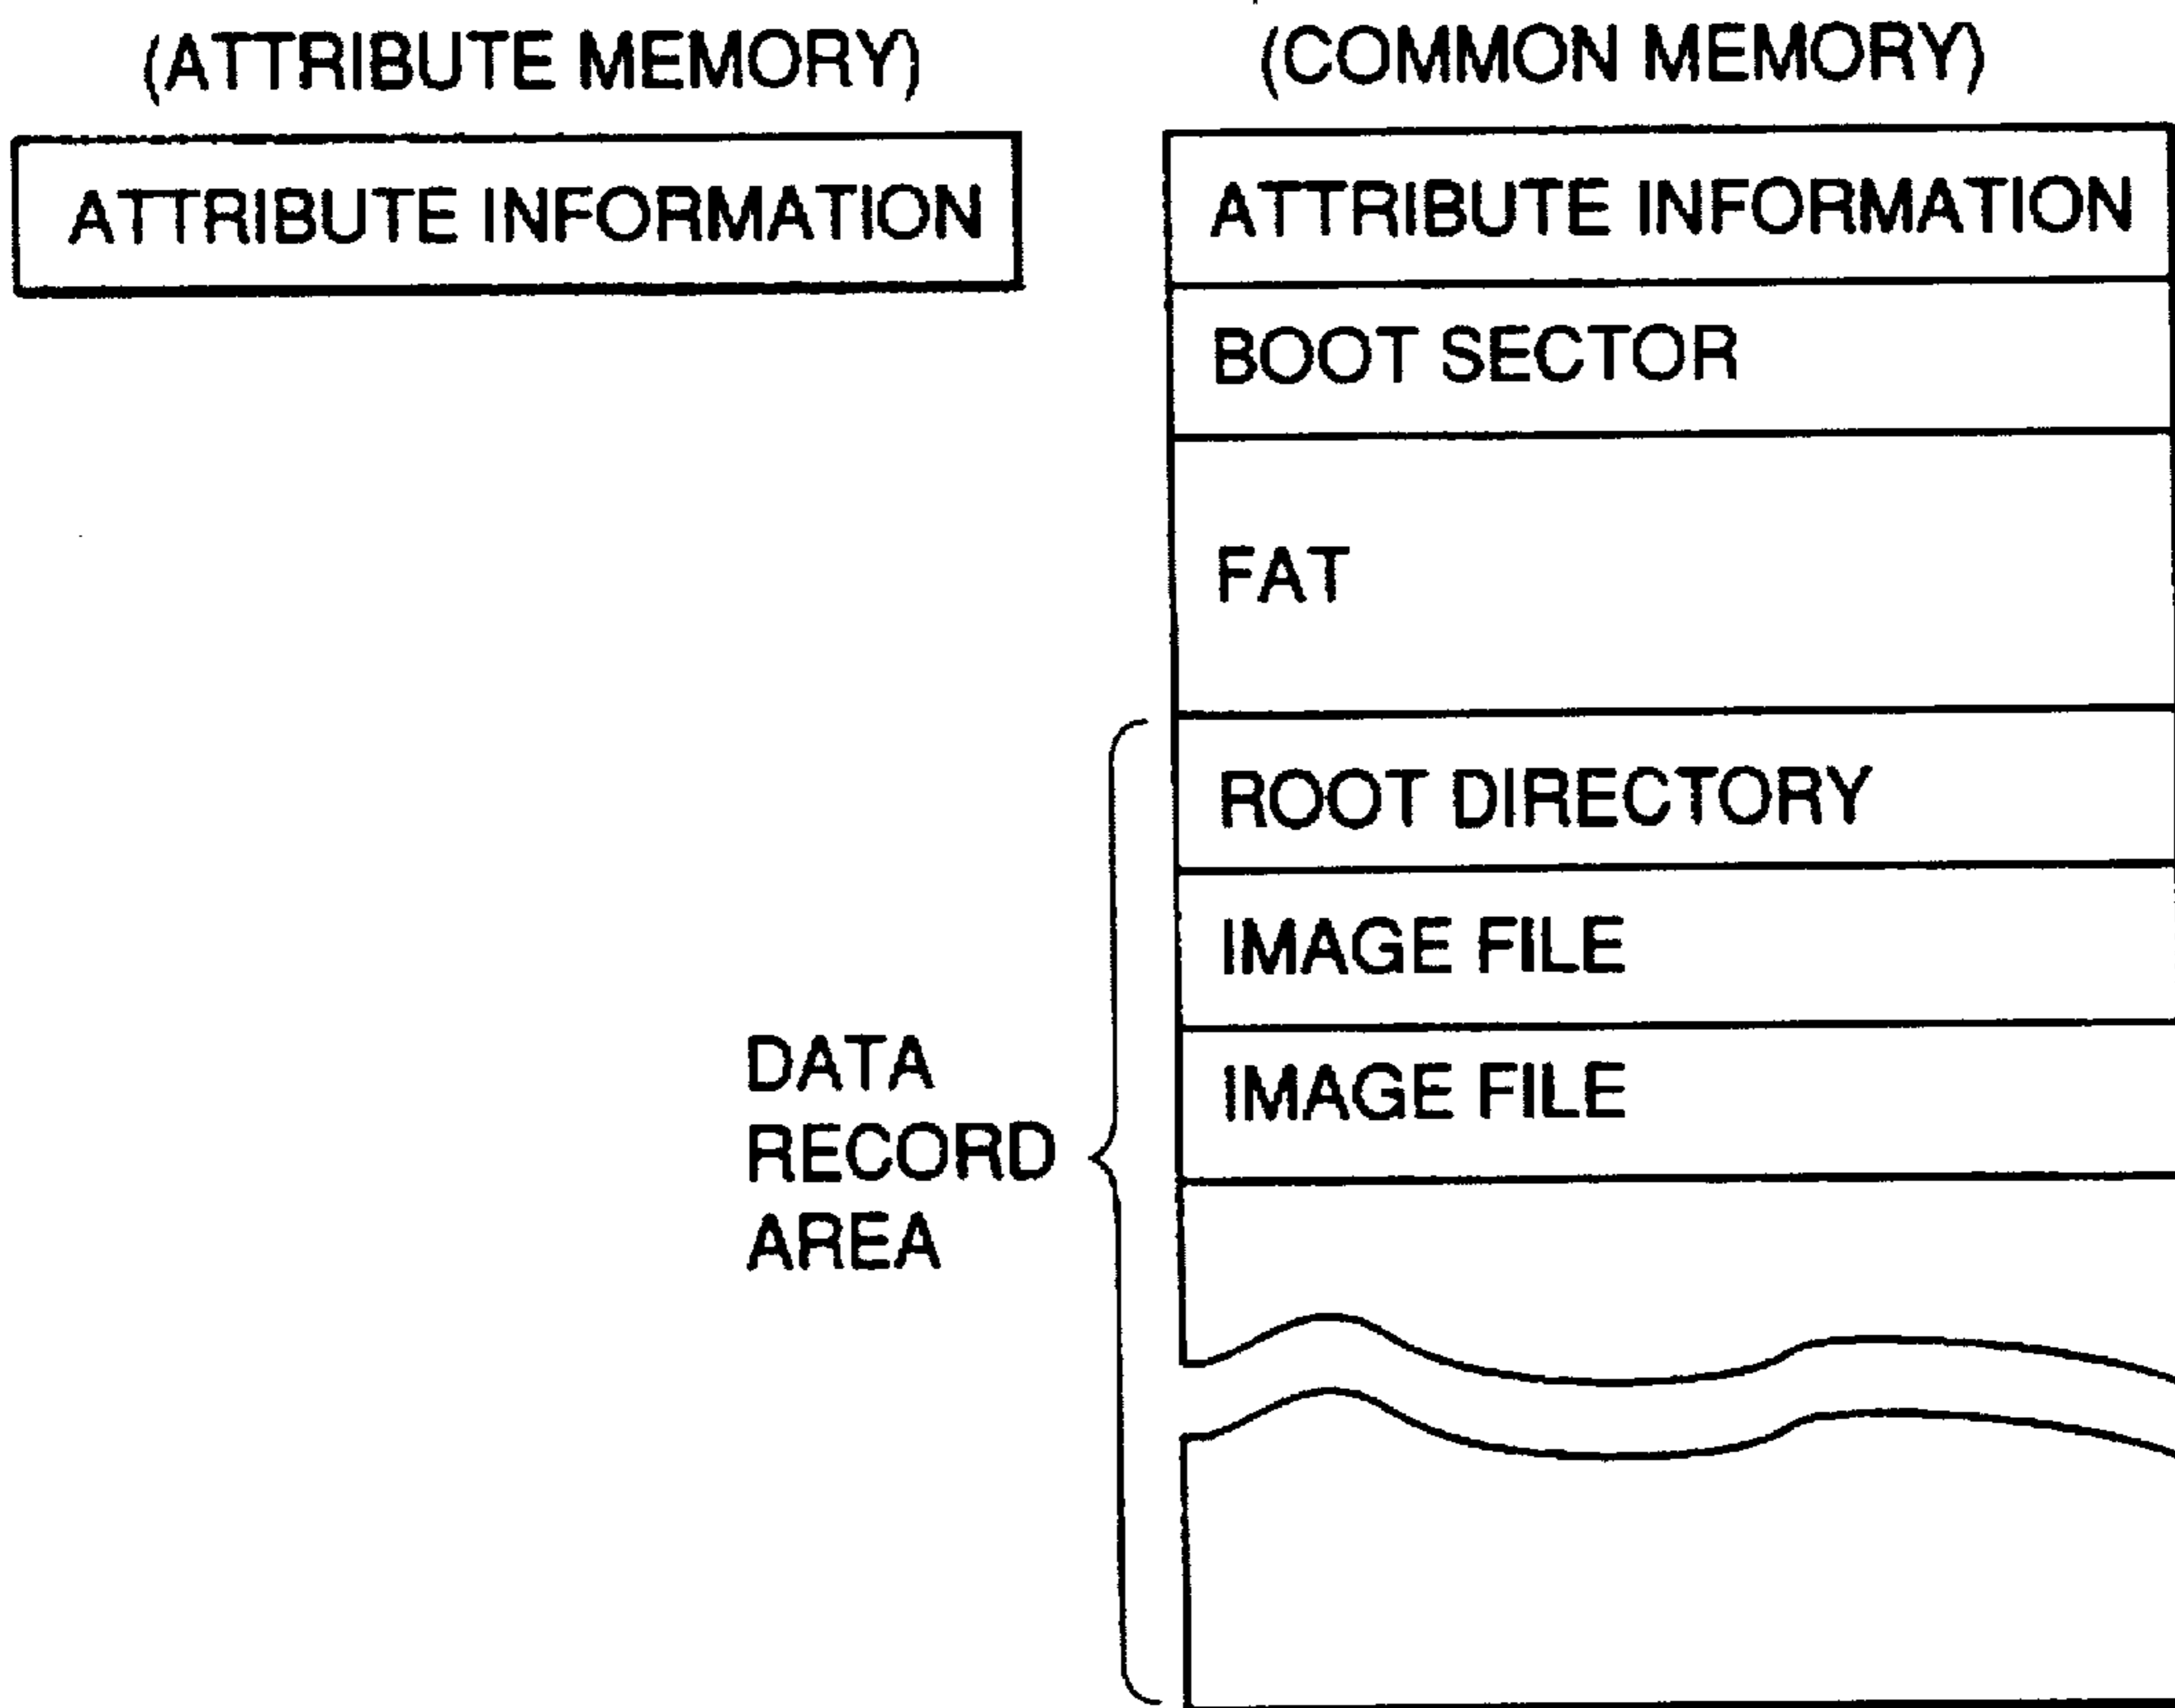 (ATTRIBUTE MEMORY)
ATTRIBUTE INFORMATION
(COMMON MEMORY)
ATTRIBUTE INFORMATION
BOOT SECTOR
FAT
ROOT DIRECTORY
IMAGE FILE
IMAGE FILE
DATA
RECORD
AREA